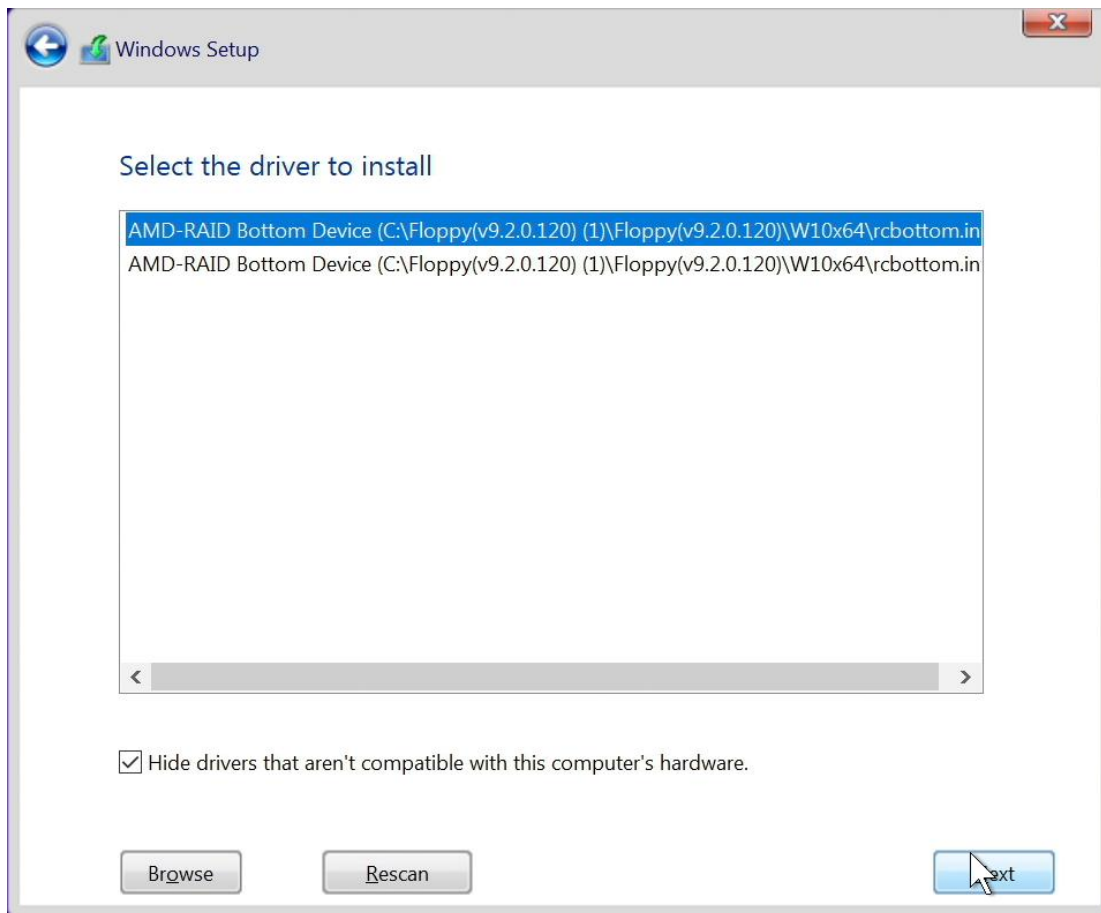 Windows Setup
Select the driver to install
AMD-RAID Bottom Device (C:\Floppy(v9.2.0.120) (1)\Floppy(v9.2.0.120)\W10x64\rcbottom.in
AMD-RAID Bottom Device (C:\Floppy(v9.2.0.120) (1)\Floppy(v9.2.0.120)\W10x64\rcbottom.in
Hide drivers that aren't compatible with this computer's hardware.
Browse
Rescan
Next